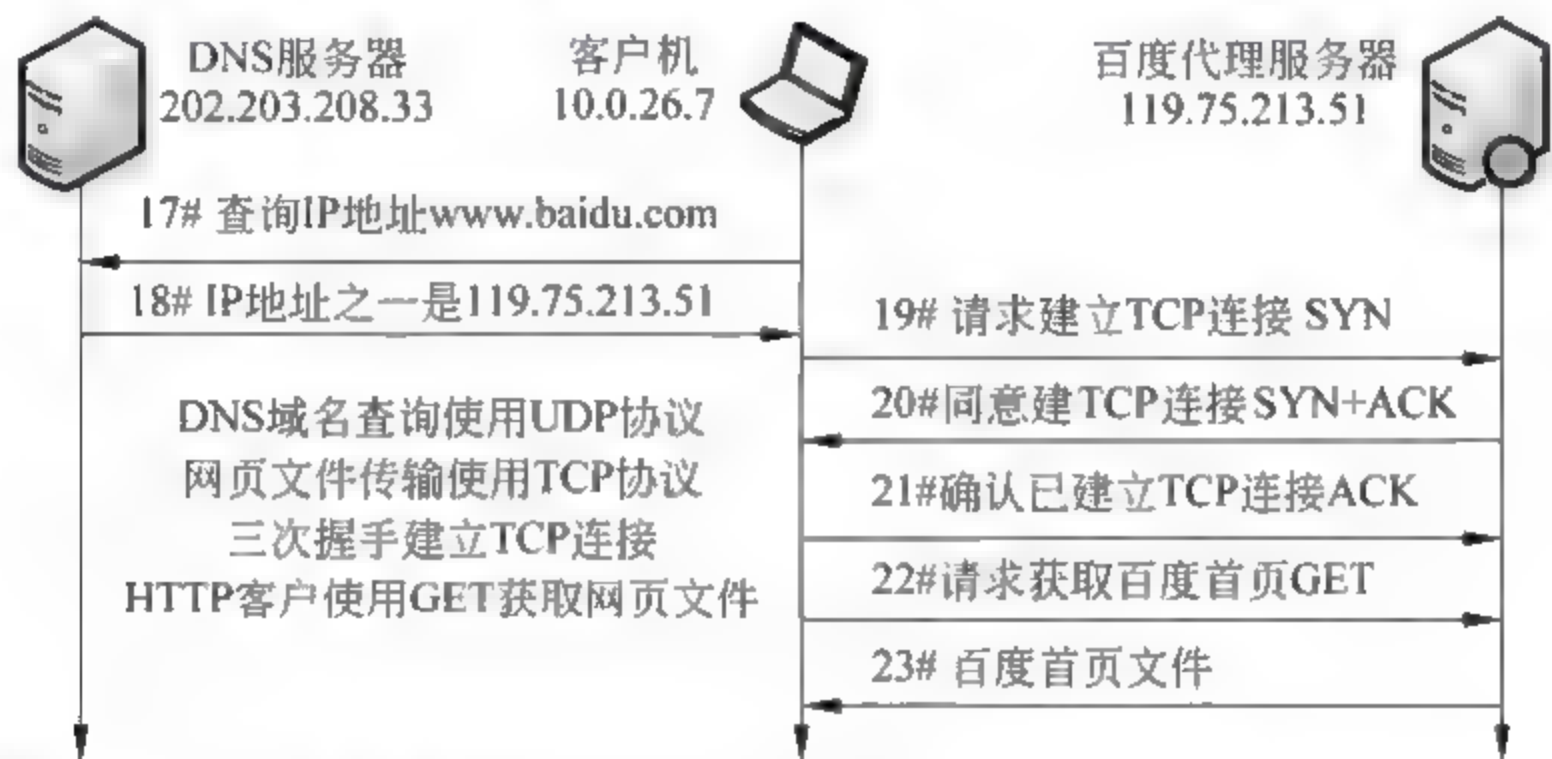 DNS服务器
202.203.208.33
客户机
10.0.26.7
百度代理服务器
119.75.213.51
17# 查询IP地址www.baidu.com
18# IP地址之一是119.75.213.51
19# 请求建立TCP连接 SYN
20#同意建TCP连接SYN+ACK
21#确认已建立TCP连接ACK
22#请求获取百度首页GET
23# 百度首页文件
DNS域名查询使用UDP协议
网页文件传输使用TCP协议
三次握手建立TCP连接
HTTP客户使用GET获取网页文件